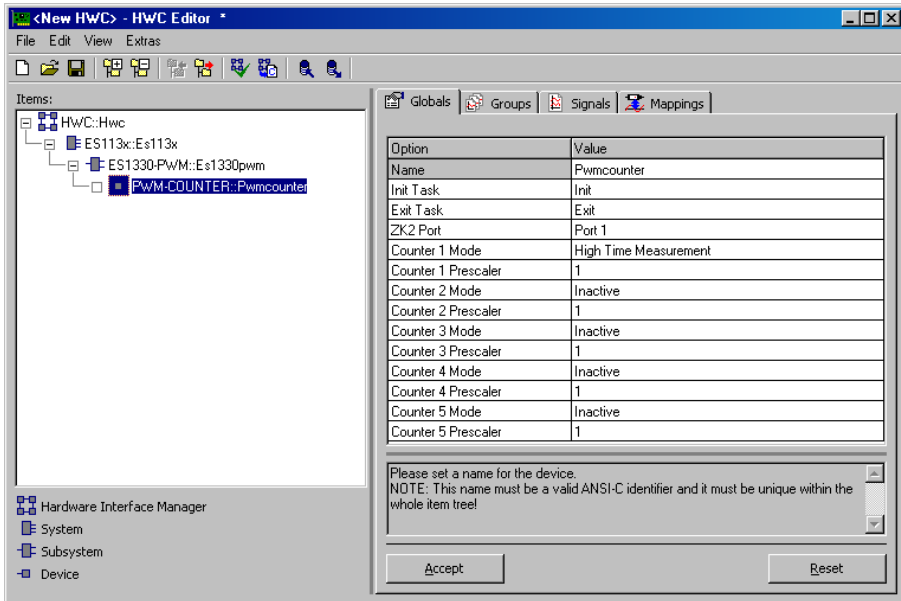 <New HWC> - HWC Editor *
File Edit View Extras
Items:
HWC::Hwc
ES113x::Es113x
ES1330-PWM::Es1330pwm
PWM-COUNTER::Pwmcounter
Hardware Interface Manager
System
Subsystem
Device
Globals Groups Signals Mappings
Option Value
Name Pwmcounter
Init Task Init
Exit Task Exit
ZK2 Port Port 1
Counter 1 Mode High Time Measurement
Counter 1 Prescaler 1
Counter 2 Mode Inactive
Counter 2 Prescaler 1
Counter 3 Mode Inactive
Counter 3 Prescaler 1
Counter 4 Mode Inactive
Counter 4 Prescaler 1
Counter 5 Mode Inactive
Counter 5 Prescaler 1
Please set a name for the device.
NOTE: This name must be a valid ANSI-C identifier and it must be unique within the
whole item tree!
Accept Reset